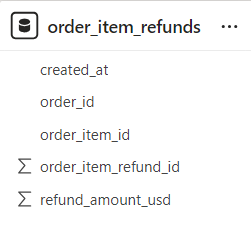 order_item_refunds
created_at
order_id
order_item_id
order_item_refund_id
refund_amount_usd